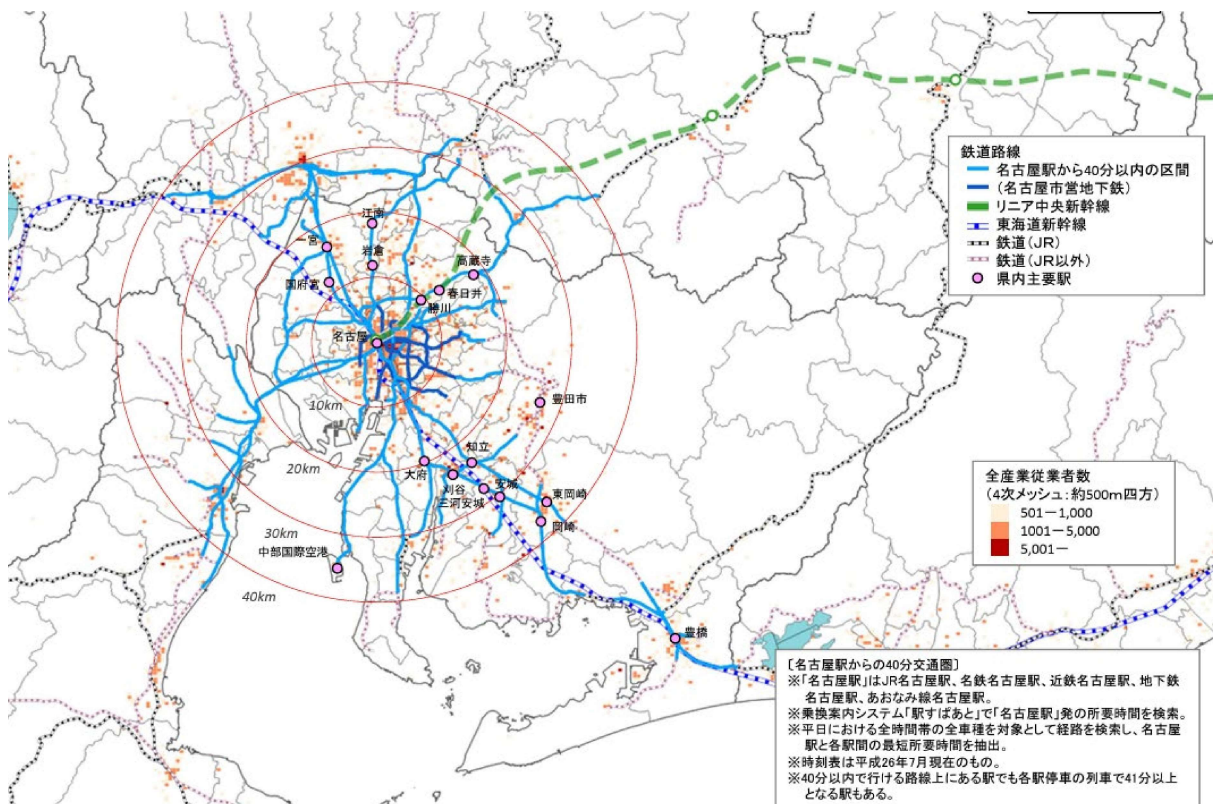 鉄道路線
名古屋駅から40分以内の区間
(名古屋市営地下鉄)
リニア中央新幹線
東海道新幹線
鉄道(JR)
鉄道(JR以外)
県内主要駅
江南
一宮
岩倉
高蔵寺
国府宮
春日井
勝川
名古屋
10km
豊田市
20km
知立
大府
刈谷
安城
三河安城
東岡崎
岡崎
30km
中部国際空港
40km
豊橋
全産業従業者数
(4次メッシュ:約500m四方)
501-1,000
1001-5,000
5,001-
〔名古屋駅からの40分交通圏〕
※「名古屋駅」はJR名古屋駅、名鉄名古屋駅、近鉄名古屋駅、地下鉄
名古屋駅、あおなみ線名古屋駅。
※乗換案内システム「駅すぱあと」で「名古屋駅」発の所要時間を検索。
※平日における全時間帯の全車種を対象として経路を検索し、名古屋
駅と各駅間の最短所要時間を抽出。
※時刻表は平成26年7月現在のもの。
※40分以内で行ける路線上にある駅でも各駅停車の列車で41分以上
となる駅もある。